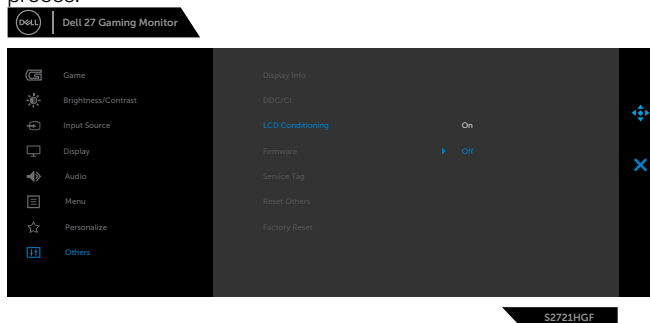 DELL Dell 27 Gaming Monitor
Game Display Info
Brightness/Contrast DDC/CI
Input Source LCD Conditioning On
Display Firmware Off
Audio Service Tag
Menu Reset Others
Personalize Factory Reset
Others
S2721HGF